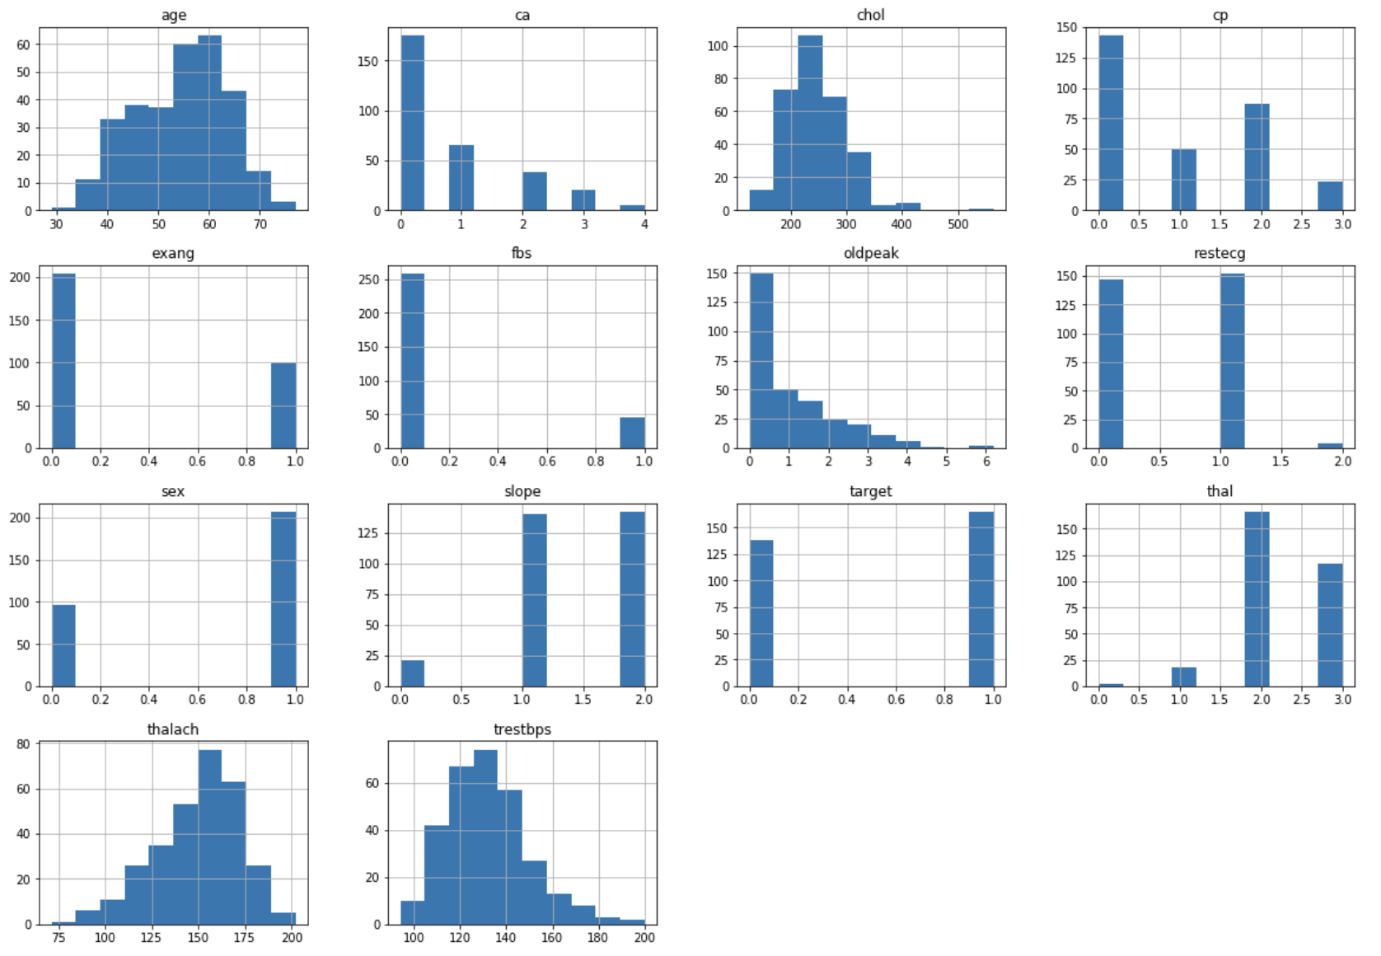 age
60
50
40
30
20
10
0
30 40 50 60 70
ca
150
100
50
0
0 1 2 3 4
chol
100
80
60
40
20
0
200 300 400 500
cp
150
125
100
75
50
25
0
0.0 0.5 1.0 1.5 2.0 2.5 3.0
exang
200
150
100
50
0
0.0 0.2 0.4 0.6 0.8 1.0
fbs
250
200
150
100
50
0
0.0 0.2 0.4 0.6 0.8 1.0
oldpeak
150
125
100
75
50
25
0
0 1 2 3 4 5 6
restecg
150
125
100
75
50
25
0
0.0 0.5 1.0 1.5 2.0
sex
200
150
100
50
0
0.0 0.2 0.4 0.6 0.8 1.0
slope
125
100
75
50
25
0
0.0 0.5 1.0 1.5 2.0
target
150
125
100
75
50
25
0
0.0 0.2 0.4 0.6 0.8 1.0
thal
150
125
100
75
50
25
0
0.0 0.5 1.0 1.5 2.0 2.5 3.0
thalach
80
60
40
20
0
75 100 125 150 175 200
trestbps
60
40
20
0
100 120 140 160 180 200